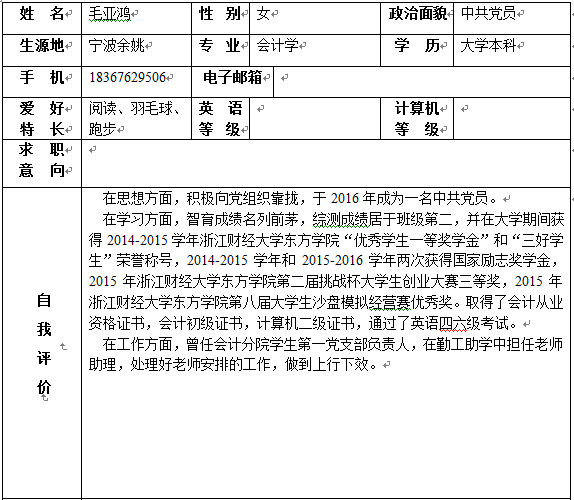 姓 名 毛亚鸿 性 别 女 政治面貌 中共党员
生源地 宁波余姚 专 业 会计学 学 历 大学本科
手 机 18367629506 电子邮箱
爱 好 阅读、羽毛球、 英 语 计算机
特 长 跑步 等 级 等 级
求 职
意 向
在思想方面，积极向党组织靠拢，于 2016 年成为一名中共党员。
在学习方面，智育成绩名列前茅，综测成绩居于班级第二，并在大学期间获
得 2014-2015 学年浙江财经大学东方学院“优秀学生一等奖学金”和“三好学
生”荣誉称号，2014-2015 学年和 2015-2016 学年两次获得国家励志奖学金，
2015 年浙江财经大学东方学院第二届挑战杯大学生创业大赛三等奖，2015 年
浙江财经大学东方学院第八届大学生沙盘模拟经营赛优秀奖。取得了会计从业
资格证书，会计初级证书，计算机二级证书，通过了英语四六级考试。
在工作方面，曾任会计分院学生第一党支部负责人，在勤工助学中担任老师
助理，处理好老师安排的工作，做到上行下效。
自
我
评
价